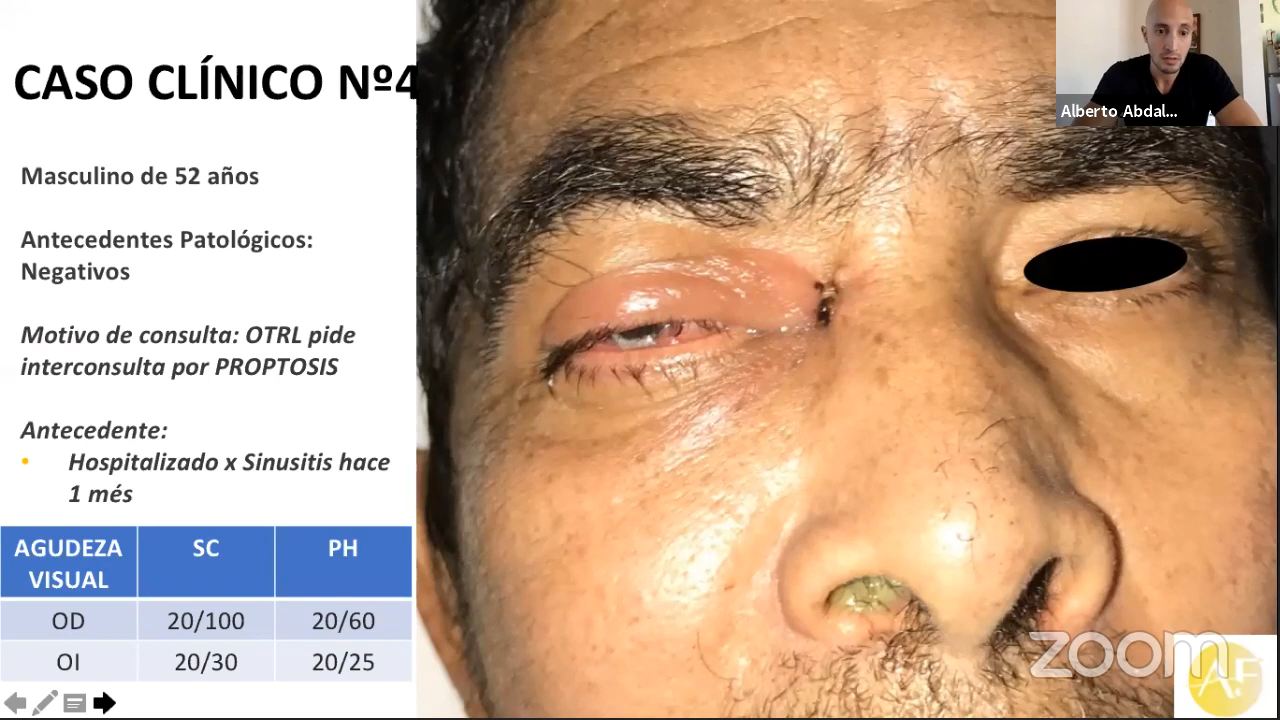 CASO CLÍNICO Nº4
Masculino de 52 años
Antecedentes Patológicos:
Negativos
Motivo de consulta: OTRL pide
interconsulta por PROPTOSIS
Antecedente:
• Hospitalizado x Sinusitis hace
1 més
AGUDEZA VISUAL SC PH
OD 20/100 20/60
OI 20/30 20/25
Alberto Abdal...
zoom
A.F